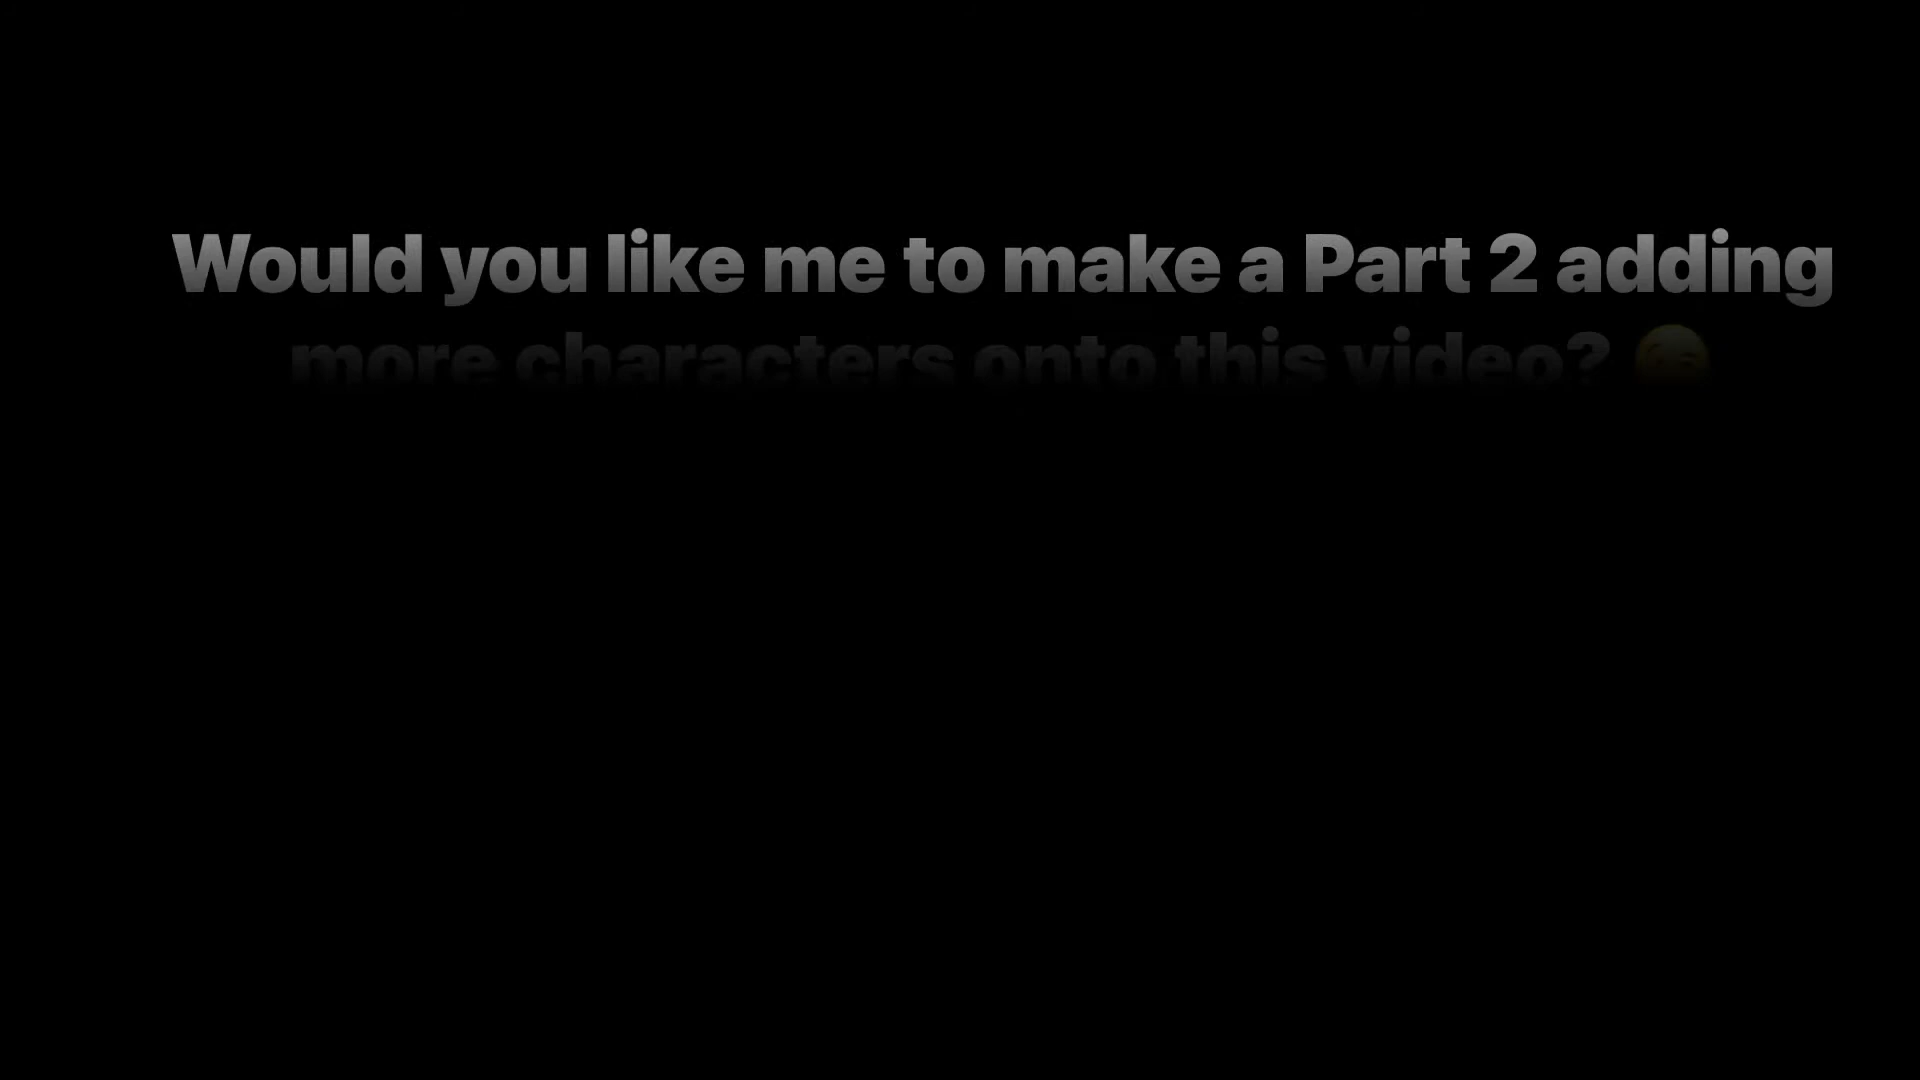 Would you like me to make a Part 2 adding
more characters onto this video? 😉